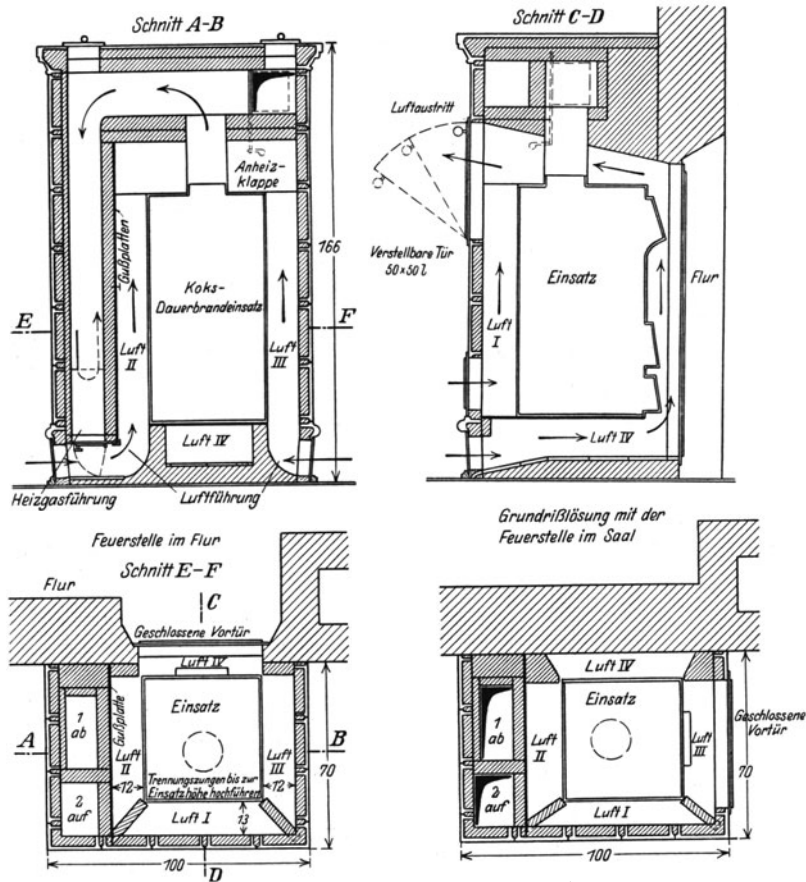 Schnitt A-B
Anheiz-
klappe
Gußplatten
Koks-
Dauerbrandeinsatz
166
E
F
Luft
II
Luft
III
Luft IV
Heizgasführung
Luftführung
Schnitt C-D
Luftaustritt
Verstellbare Tür
50×50 l
Einsatz
Flur
Luft
I
Luft IV
Feuerstelle im Flur
Schnitt E-F
Flur
C
Geschlossene Vortür
Luft IV
Gußplatte
Einsatz
1
ab
A
B
Luft
II
Luft
III
12
12
70
Trennungszungen bis zur
Einsatzhöhe hochführen
2
auf
Luft I
13
100
D
Grundrißlösung mit der
Feuerstelle im Saal
Luft IV
Einsatz
1
ab
Geschlossene
Vortür
Luft
II
Luft
III
70
2
auf
Luft I
100